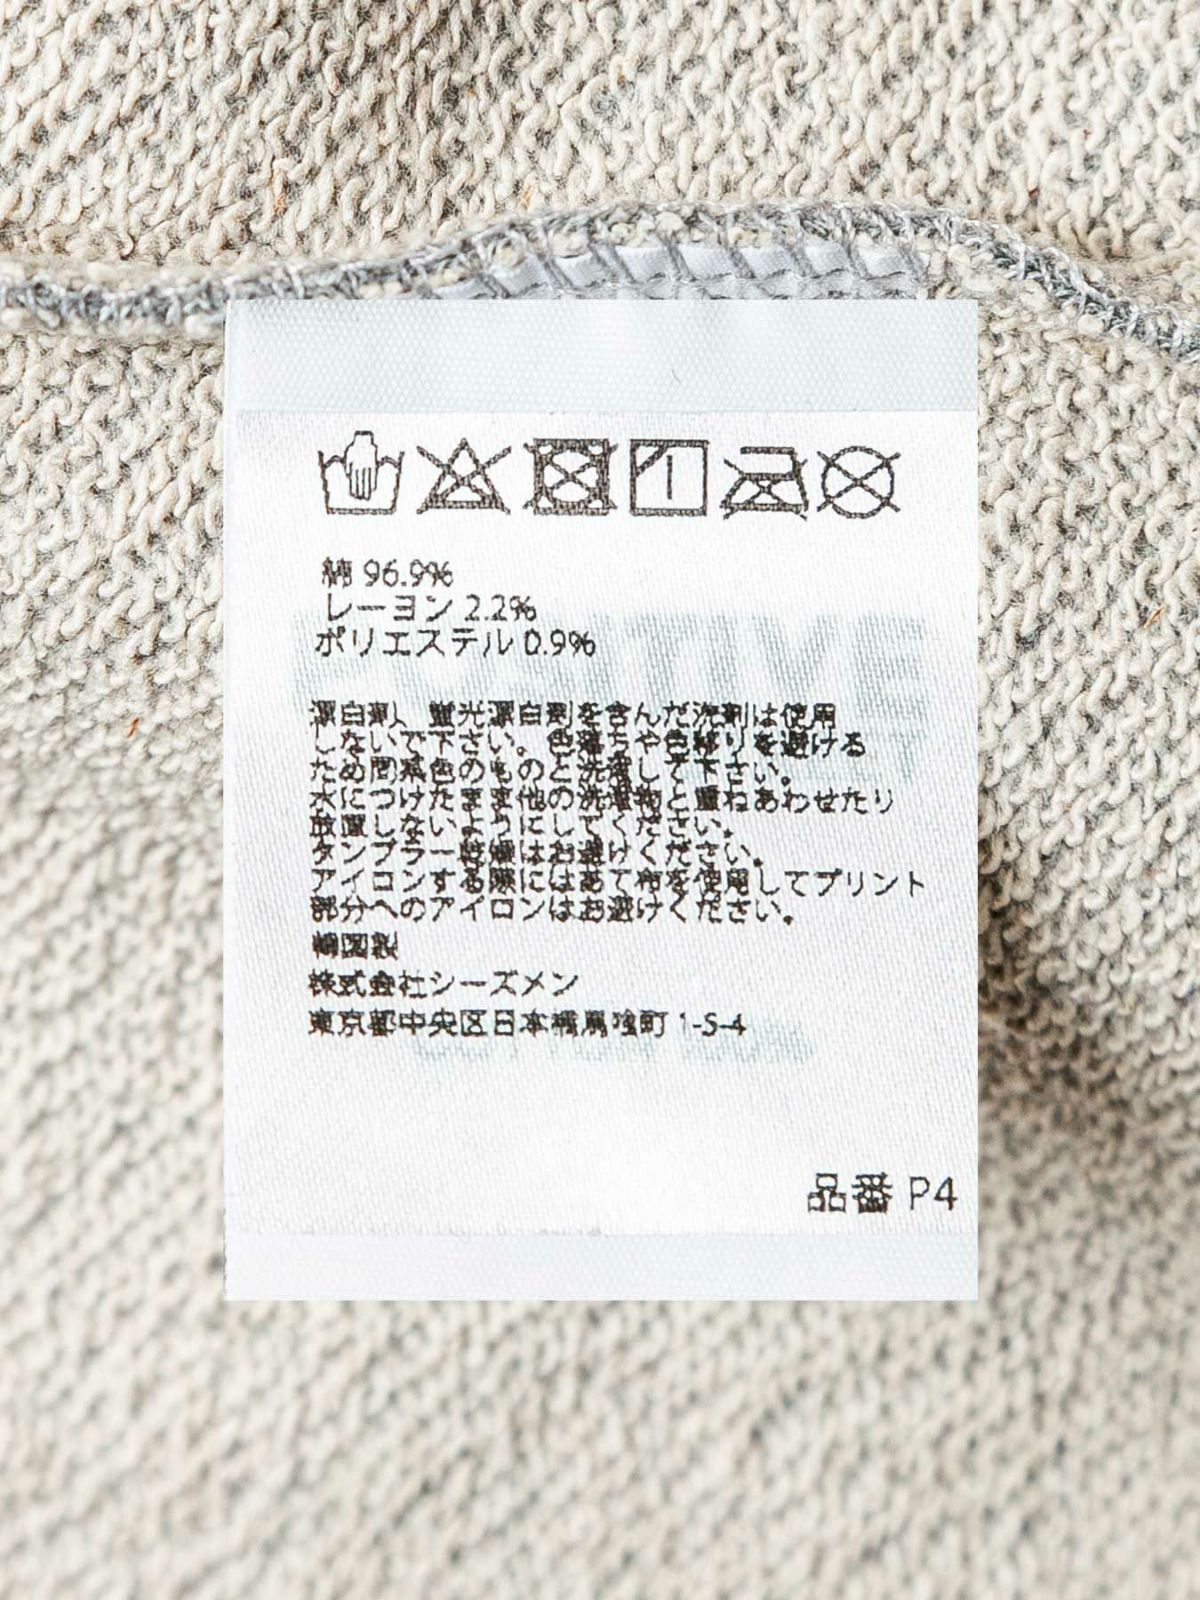 綿 96.9%
レーヨン 2.2%
ポリエステル 0.9%
漂白剤、蛍光漂白剤を含んだ洗剤は使用
しないで下さい。色落ちや色移りを避ける
ため同系色のものと洗濯して下さい。
水につけたまま他の洗濯物と重ねあわせたり
放置しないようにしてください。
タンブラー乾燥はお避けください。
アイロンする際にはあて布を使用してプリント
部分へのアイロンはお避けください。
韓国製
株式会社シーズメン
東京都中央区日本橋馬喰町 1-5-4
品番 P4